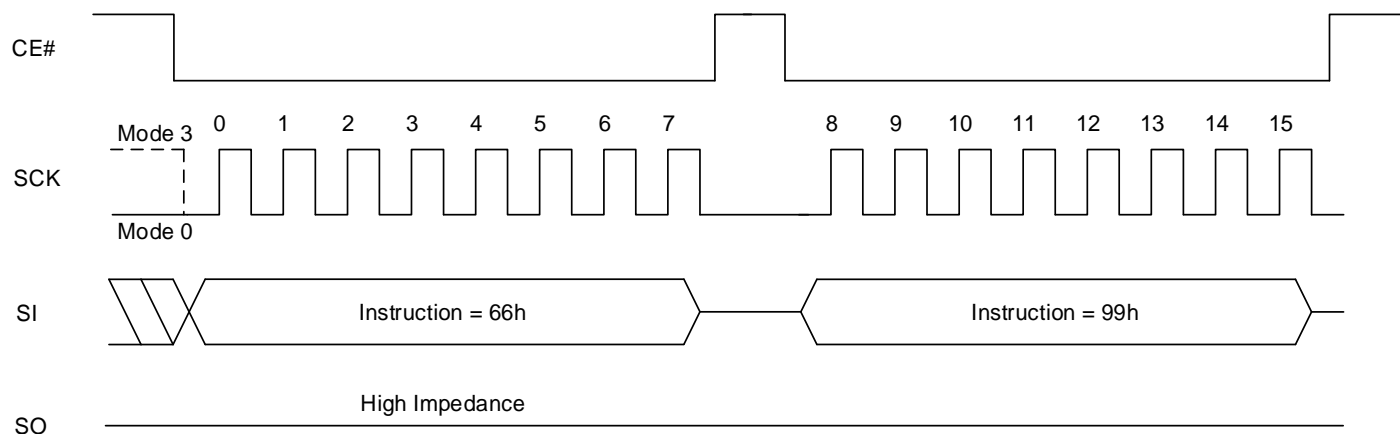 CE#
Mode 3
0 1 2 3 4 5 6 7 8 9 10 11 12 13 14 15
SCK
Mode 0
SI
Instruction = 66h
Instruction = 99h
High Impedance
SO